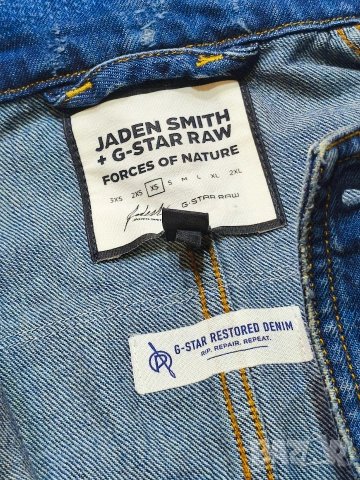 JADEN SMITH
+ G-STAR RAW
FORCES OF NATURE
3XS 2XS XS S M L XL 2XL
G-STAR RAW
G-STAR RESTORED DENIM
RIP. REPAIR. REPEAT.